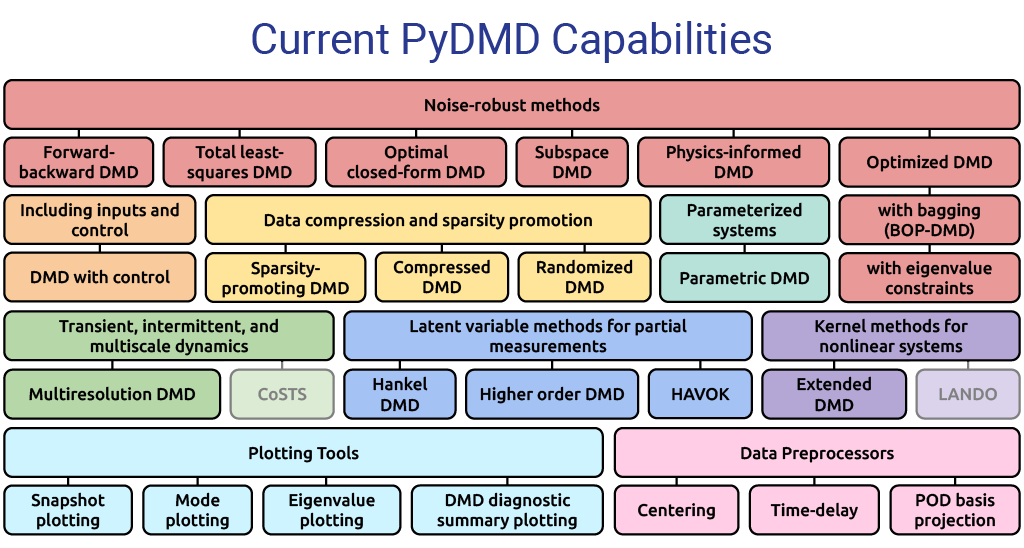 Current PyDMD Capabilities
Noise-robust methods
Forward-
backward DMD
Total least-
squares DMD
Optimal
closed-form DMD
Subspace
DMD
Physics-informed
DMD
Optimized DMD
Including inputs and
control
Data compression and sparsity promotion
Parameterized
systems
with bagging
(BOP-DMD)
DMD with control
Sparsity-
promoting DMD
Compressed
DMD
Randomized
DMD
Parametric DMD
with eigenvalue
constraints
Transient, intermittent, and
multiscale dynamics
Latent variable methods for partial
measurements
Kernel methods for
nonlinear systems
Multiresolution DMD
CoSTS
Hankel
DMD
Higher order DMD
HAVOK
Extended
DMD
LANDO
Plotting Tools
Data Preprocessors
Snapshot
plotting
Mode
plotting
Eigenvalue
plotting
DMD diagnostic
summary plotting
Centering
Time-delay
POD basis
projection